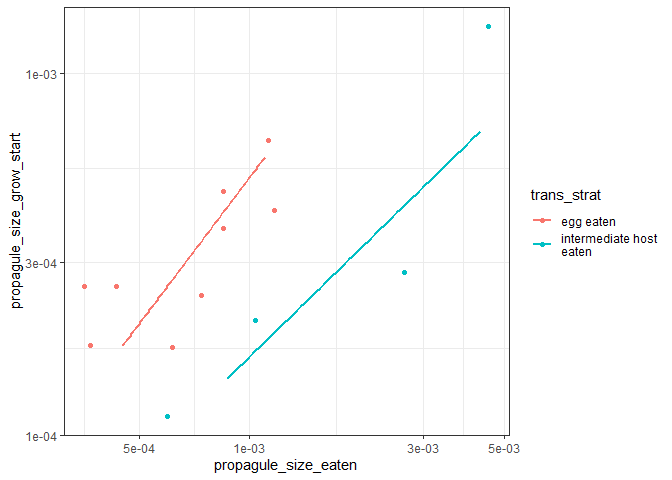 1e-03
3e-04
1e-04
propagule_size_grow_start
5e-04
1e-03
3e-03
5e-03
propagule_size_eaten
trans_strat
egg eaten
intermediate host
eaten